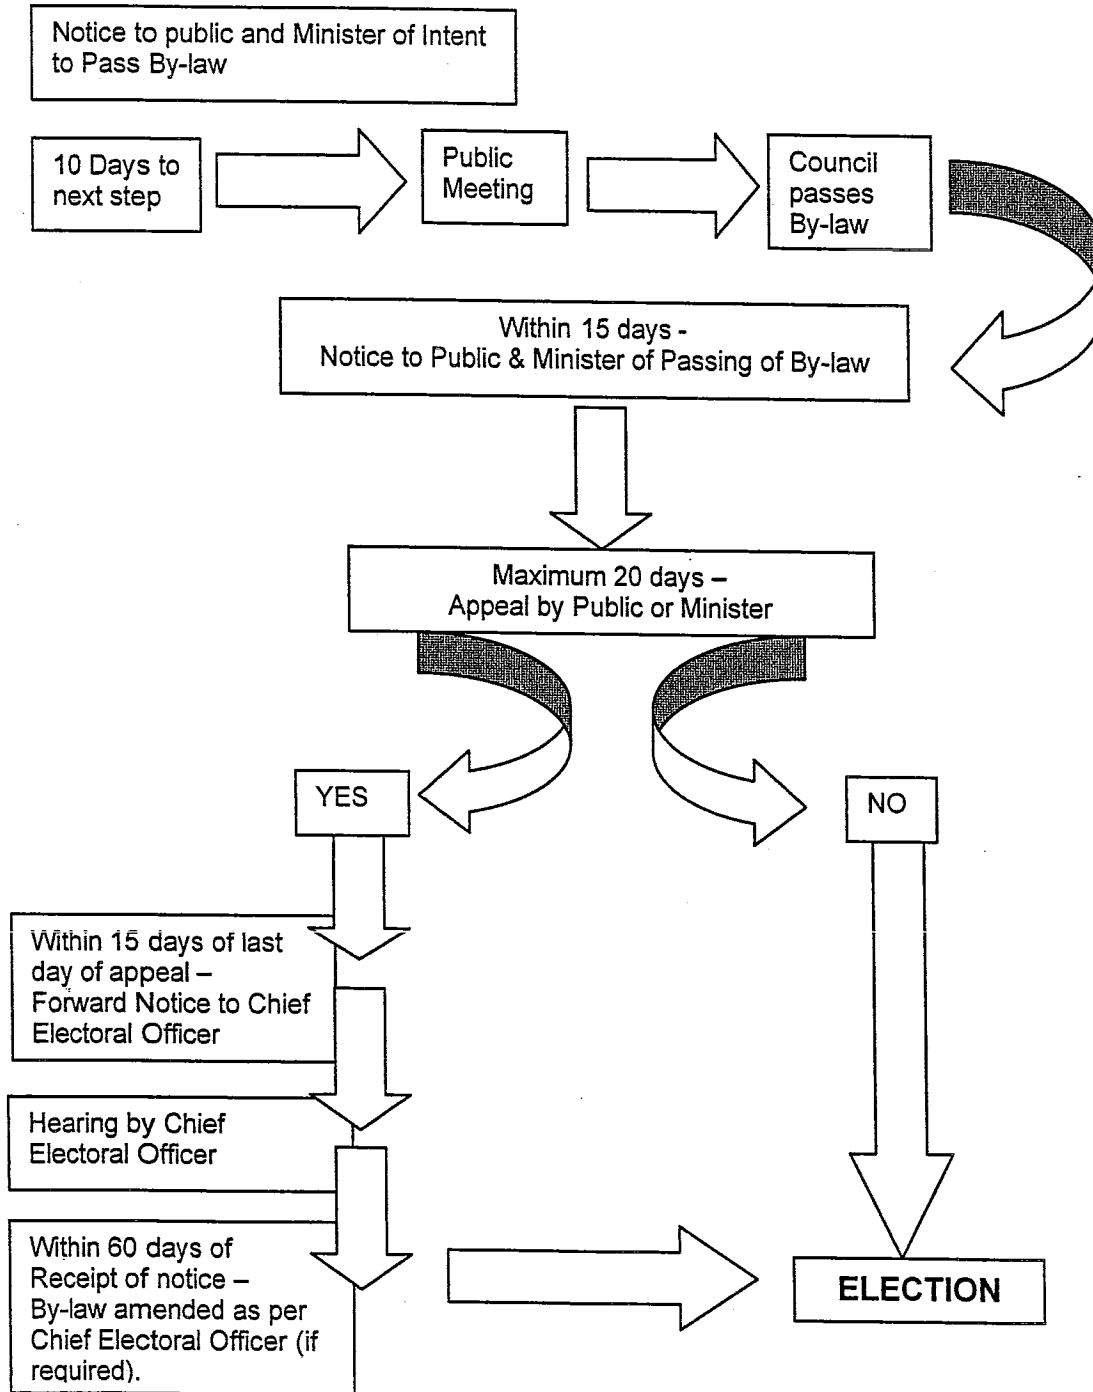 Notice to public and Minister of Intent
to Pass By-law
10 Days to
next step
Public
Meeting
Council
passes
By-law
Within 15 days -
Notice to Public & Minister of Passing of By-law
Maximum 20 days –
Appeal by Public or Minister
YES
NO
Within 15 days of last
day of appeal –
Forward Notice to Chief
Electoral Officer
Hearing by Chief
Electoral Officer
Within 60 days of
Receipt of notice –
By-law amended as per
Chief Electoral Officer (if
required).
ELECTION